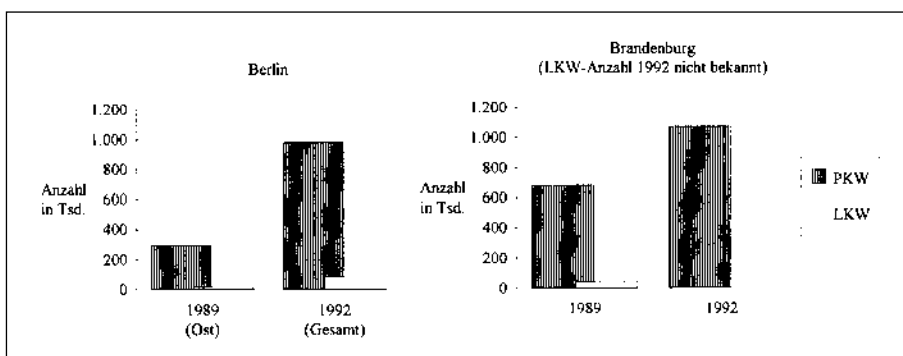 Berlin
1.200
1.000
800
600
400
200
0
Anzahl
in Tsd.
1989
(Ost)
1992
(Gesamt)
Brandenburg
(LKW-Anzahl 1992 nicht bekannt)
1.200
1.000
800
600
400
200
0
Anzahl
in Tsd.
1989
1992
PKW
LKW